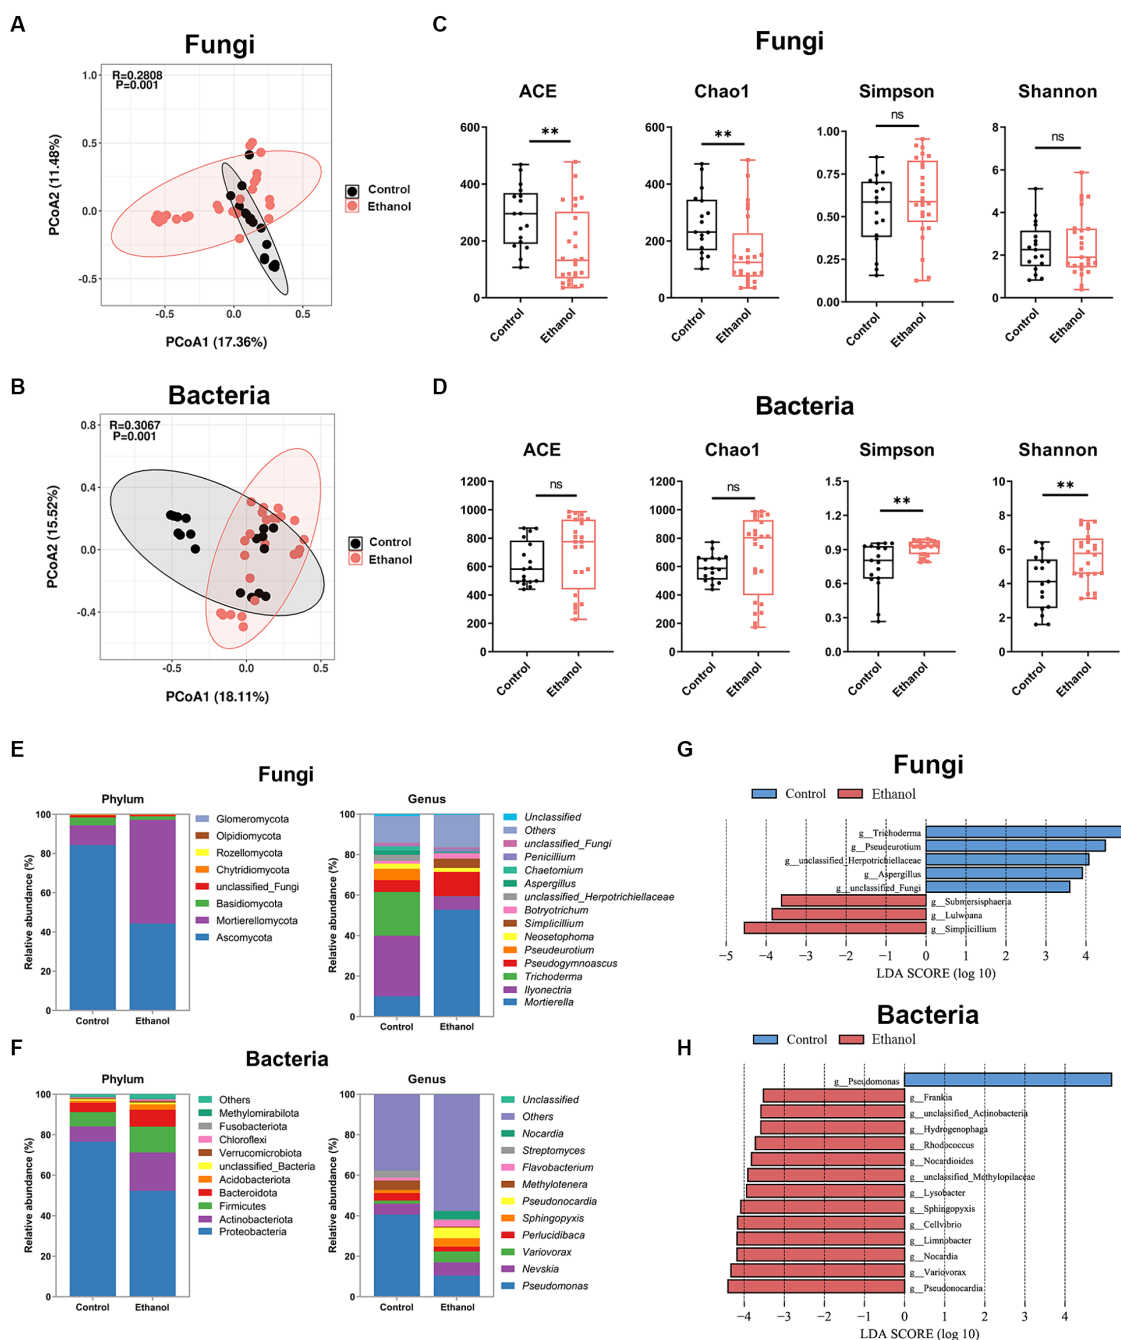 A
Fungi
R=0.2808
P=0.001
1.0
0.5
0.0
-0.5
-0.5
0.0
0.5
PCoA2 (11.48%)
PCoA1 (17.36%)
Control
Ethanol
B
Bacteria
R=0.3067
P=0.001
0.8
0.4
0.0
-0.4
-0.5
0.0
0.5
PCoA2 (15.52%)
PCoA1 (18.11%)
Control
Ethanol
C
Fungi
ACE
**
600
400
200
0
Control
Ethanol
Chao1
**
600
400
200
0
Control
Ethanol
Simpson
ns
1.00
0.75
0.50
0.25
0.00
Control
Ethanol
Shannon
ns
8
6
4
2
0
Control
Ethanol
D
Bacteria
ACE
ns
1200
1000
800
600
400
200
0
Control
Ethanol
Chao1
ns
1200
1000
800
600
400
200
0
Control
Ethanol
Simpson
**
1.5
1.2
0.9
0.6
0.3
0.0
Control
Ethanol
Shannon
**
10
8
6
4
2
0
Control
Ethanol
E
Fungi
Phylum
Relative abundance (%)
100
80
60
40
20
0
Control
Ethanol
Glomeromycota
Olpidiomycota
Rozellomycota
Chytridiomycota
unclassified_Fungi
Basidiomycota
Mortierellomycota
Ascomycota
Genus
Relative abundance (%)
100
80
60
40
20
0
Control
Ethanol
Unclassified
Others
unclassified_Fungi
Penicillium
Chaetomium
Aspergillus
unclassified_Herpotrichiellaceae
Botryotrichum
Simplicillium
Neosetophoma
Pseudeurotium
Pseudogymnoascus
Trichoderma
Ilyonectria
Mortierella
F
Bacteria
Phylum
Relative abundance (%)
100
80
60
40
20
0
Control
Ethanol
Others
Methylomirabilota
Fusobacteriota
Chloroflexi
Verrucomicrobiota
unclassified_Bacteria
Acidobacteriota
Bacteroidota
Firmicutes
Actinobacteriota
Proteobacteria
Genus
Relative abundance (%)
100
80
60
40
20
0
Control
Ethanol
Unclassified
Others
Nocardia
Streptomyces
Flavobacterium
Methylotenera
Pseudonocardia
Sphingopyxis
Perlucidibaca
Variovorax
Nevskia
Pseudomonas
G
Fungi
Control
Ethanol
g__Trichoderma
g__Pseudeurotium
g__unclassified_Herpotrichiellaceae
g__Aspergillus
g__unclassified_Fungi
g__Submersisphaeria
g__Lulwoana
g__Simplicillium
−5 −4 −3 −2 −1 0 1 2 3 4
LDA SCORE (log 10)
H
Bacteria
Control
Ethanol
g__Pseudomonas
g__Frankia
g__unclassified_Actinobacteria
g__Hydrogenophaga
g__Rhodococcus
g__Nocardioides
g__unclassified_Methylopilaceae
g__Lysobacter
g__Sphingopyxis
g__Cellvibrio
g__Limnobacter
g__Nocardia
g__Variovorax
g__Pseudonocardia
−4 −3 −2 −1 0 1 2 3 4
LDA SCORE (log 10)